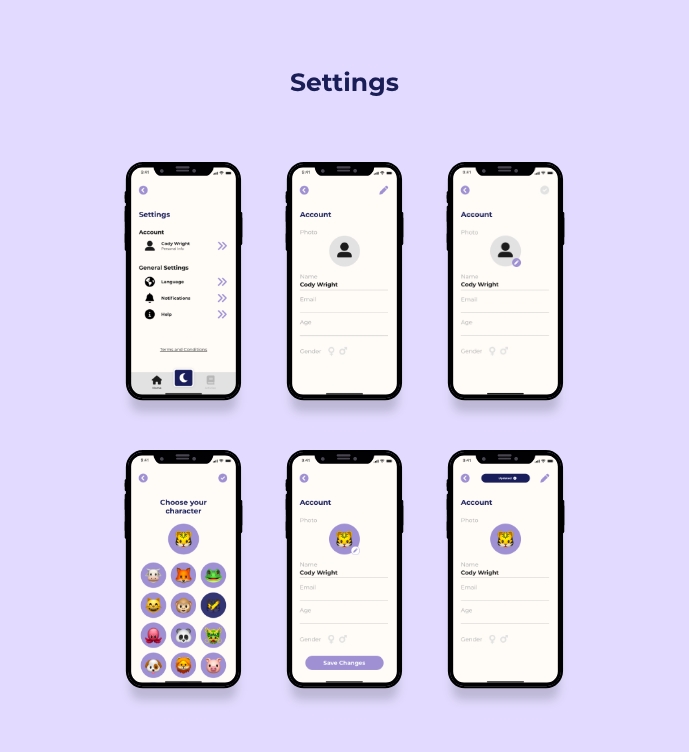 Settings
9:41
Settings
Account
Cody Wright
Personal Info
General Settings
Language
Notifications
Help
Terms and Conditions
Home
9:41
Account
Photo
Name
Cody Wright
Email
Age
Gender
9:41
Account
Photo
Name
Cody Wright
Email
Age
Gender
9:41
Choose your
character
9:41
Account
Photo
Name
Cody Wright
Email
Age
Gender
Save Changes
9:41
Updated
Account
Photo
Name
Cody Wright
Email
Age
Gender